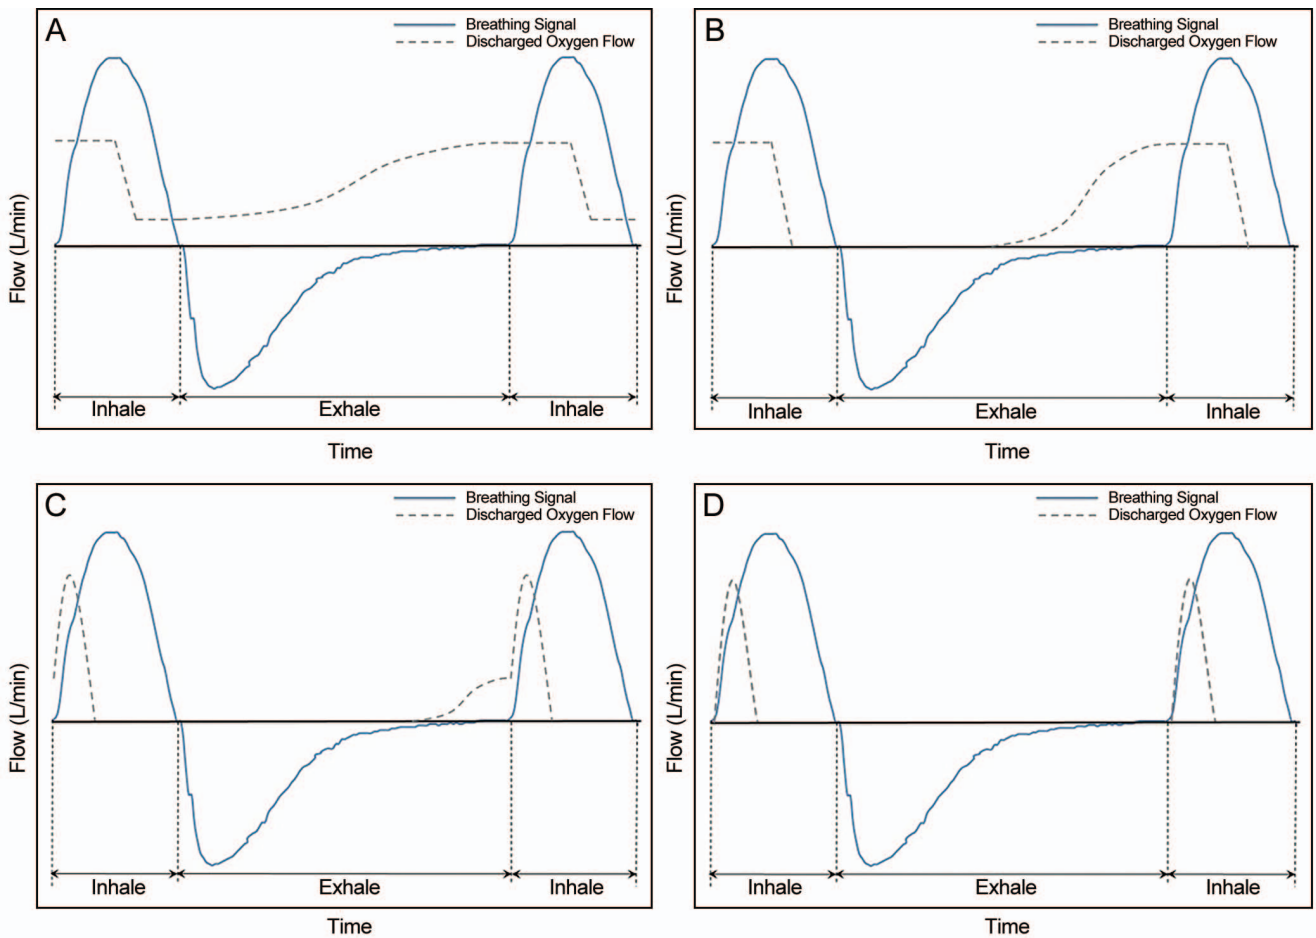 A
Breathing Signal
Discharged Oxygen Flow
Flow (L/min)
Inhale
Exhale
Inhale
Time
B
Breathing Signal
Discharged Oxygen Flow
Flow (L/min)
Inhale
Exhale
Inhale
Time
C
Breathing Signal
Discharged Oxygen Flow
Flow (L/min)
Inhale
Exhale
Inhale
Time
D
Breathing Signal
Discharged Oxygen Flow
Flow (L/min)
Inhale
Exhale
Inhale
Time